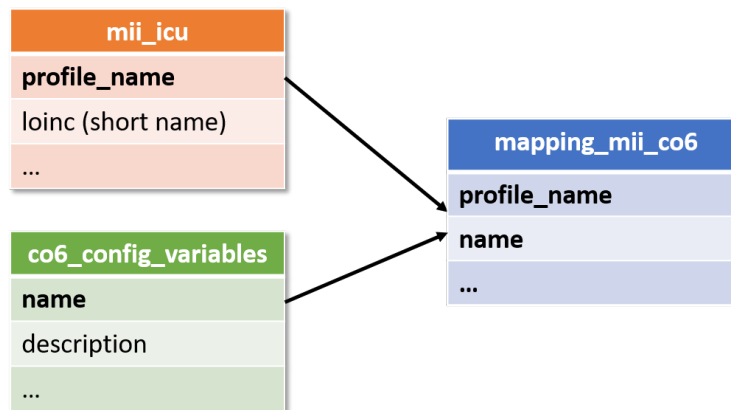 mii_icu
profile_name
loinc (short name)
...
co6_config_variables
name
description
...
mapping_mii_co6
profile_name
name
...